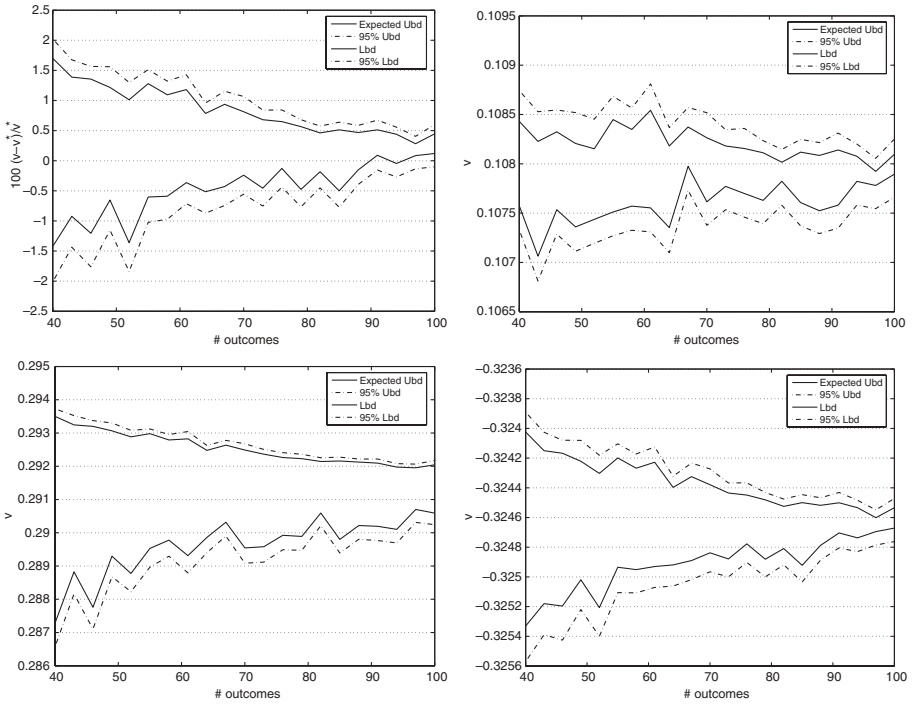 2.5
2
1.5
1
0.5
0
−0.5
−1
−1.5
−2
−2.5
100 (v−v*)/v*
40 50 60 70 80 90 100
# outcomes
Expected Ubd
95% Ubd
Lbd
95% Lbd
0.1095
0.109
0.1085
0.108
0.1075
0.107
0.1065
v
40 50 60 70 80 90 100
# outcomes
Expected Ubd
95% Ubd
Lbd
95% Lbd
0.295
0.294
0.293
0.292
0.291
0.29
0.289
0.288
0.287
0.286
v
40 50 60 70 80 90 100
# outcomes
Expected Ubd
95% Ubd
Lbd
95% Lbd
−0.3236
−0.3238
−0.324
−0.3242
−0.3244
−0.3246
−0.3248
−0.325
−0.3252
−0.3254
−0.3256
v
40 50 60 70 80 90 100
# outcomes
Expected Ubd
95% Ubd
Lbd
95% Lbd